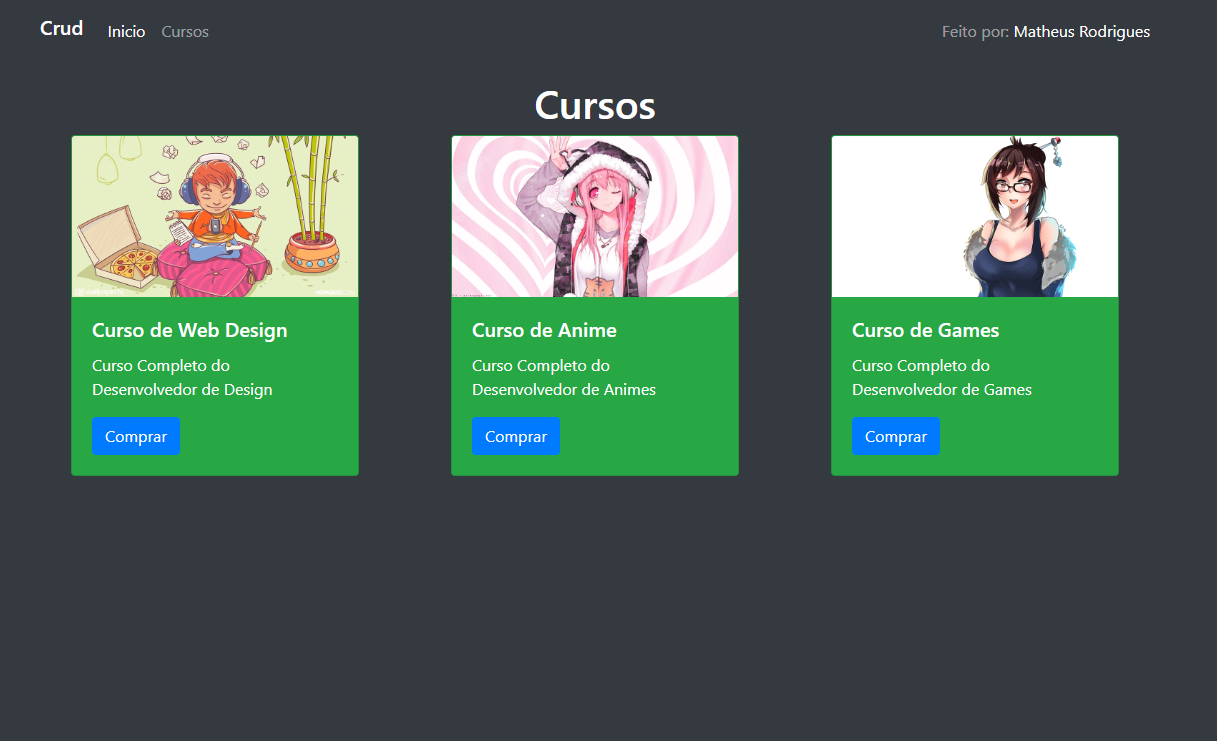 Crud Inicio Cursos Feito por: Matheus Rodrigues
Cursos
Curso de Web Design
Curso Completo do
Desenvolvedor de Design
Comprar
Curso de Anime
Curso Completo do
Desenvolvedor de Animes
Comprar
Curso de Games
Curso Completo do
Desenvolvedor de Games
Comprar